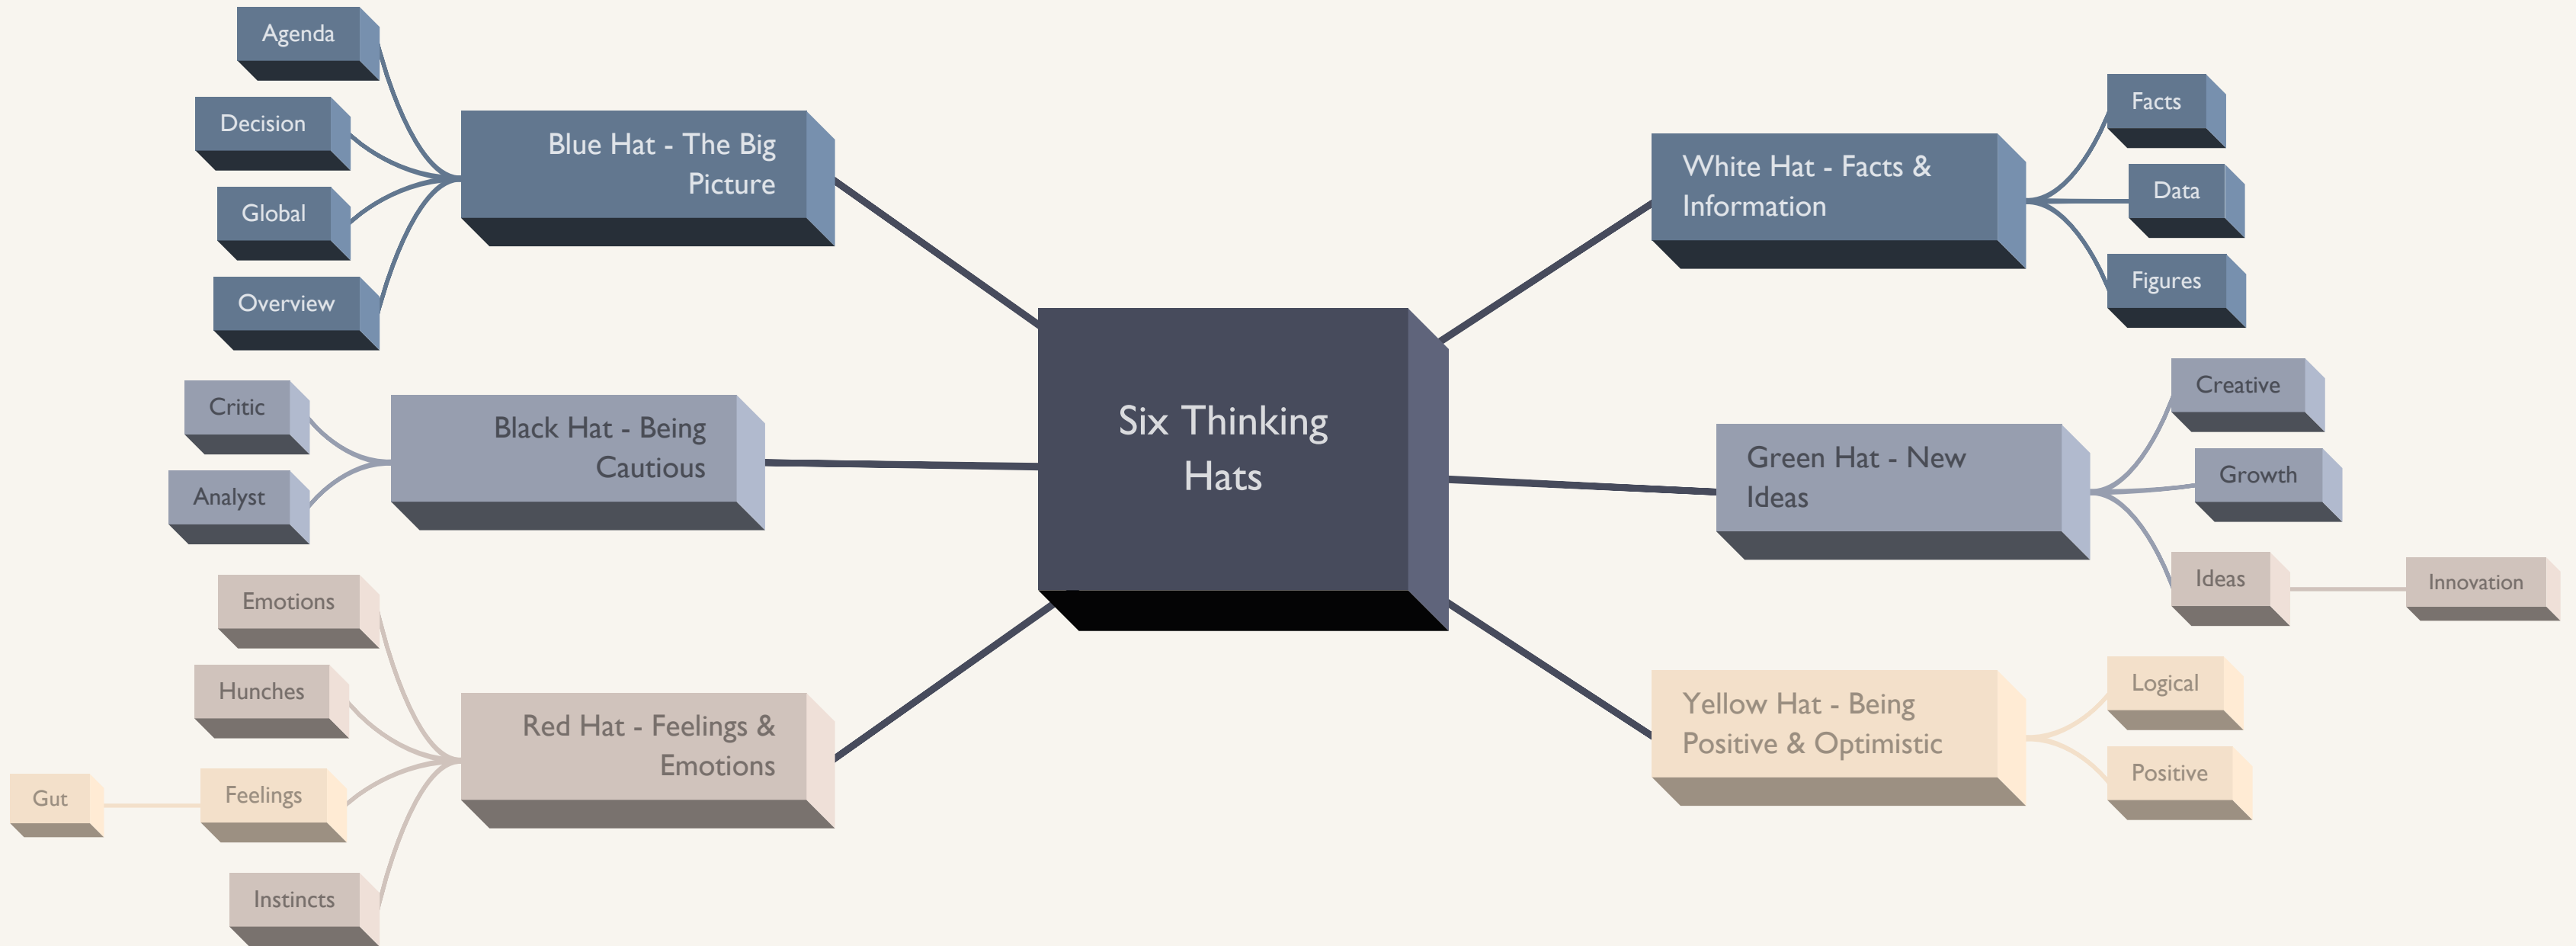 Six Thinking
Hats
White Hat - Facts &
Information
Facts
Data
Figures
Green Hat - New
Ideas
Creative
Growth
Ideas
Innovation
Yellow Hat - Being
Positive & Optimistic
Logical
Positive
Blue Hat - The Big
Picture
Agenda
Decision
Global
Overview
Black Hat - Being
Cautious
Critic
Analyst
Red Hat - Feelings &
Emotions
Emotions
Hunches
Feelings
Gut
Instincts